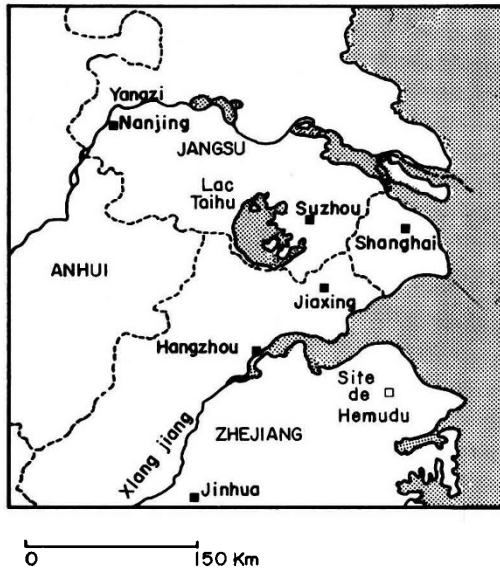 Yangzi
Nanjing
JANGSU
Lac
Taihu
Suzhou
Shanghai
ANHUI
Jiaxing
Hangzhou
Site
de
Hemudu
Xiang jiang
ZHEJIANG
Jinhua
0 150 Km